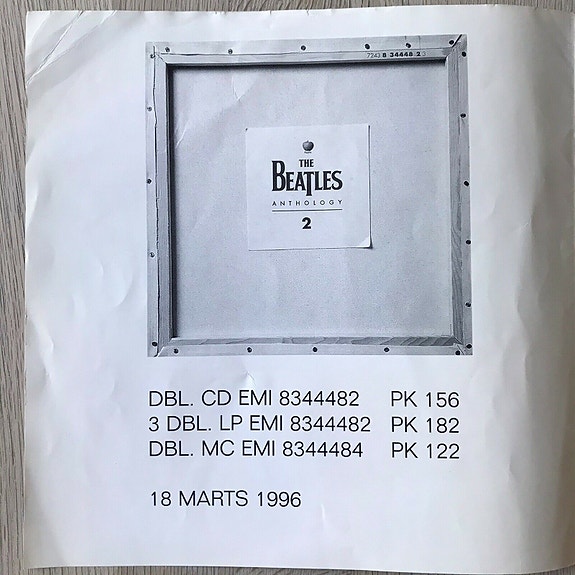 7243 8 34448 2 3
THE
BEATLES
ANTHOLOGY
2
DBL. CD EMI 8344482 PK 156
3 DBL. LP EMI 8344482 PK 182
DBL. MC EMI 8344484 PK 122
18 MARTS 1996